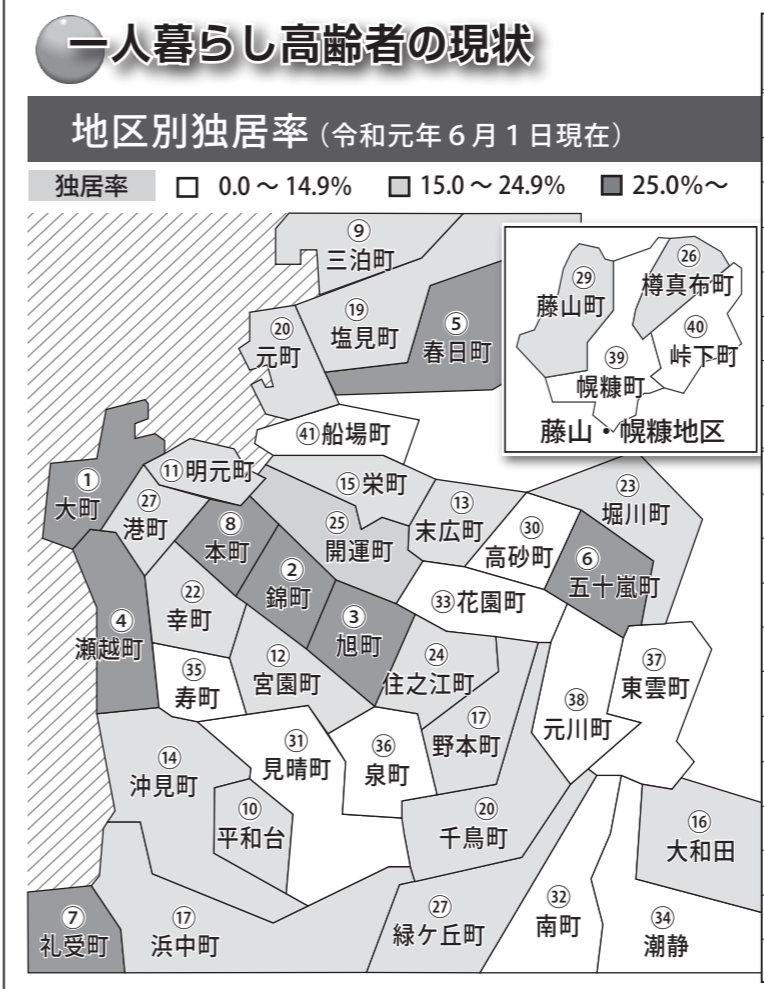 一人暮らし高齢者の現状
地区別独居率（令和元年６月１日現在）
独居率 0.0～14.9% 15.0～24.9% 25.0%～
⑨
三泊町
⑲
塩見町
⑤
春日町
⑳
元町
㉙
藤山町
㉖
樽真布町
㊵
峠下町
㊴
幌糠町
藤山・幌糠地区
㊶船場町
①
大町
⑪明元町
㉗
港町
⑮栄町
⑧
本町
㉕
開運町
⑬
末広町
㉚
高砂町
㉓
堀川町
⑥
五十嵐町
②
錦町
③
旭町
㉝花園町
④
瀬越町
㉒
幸町
㉟
寿町
⑫
宮園町
㉔
住之江町
㊲
東雲町
㊳
元川町
⑰
野本町
⑭
沖見町
㉛
見晴町
㊱
泉町
⑩
平和台
⑳
千鳥町
⑯
大和田
⑦
礼受町
⑰
浜中町
㉗
緑ケ丘町
㉜
南町
㉞
潮静